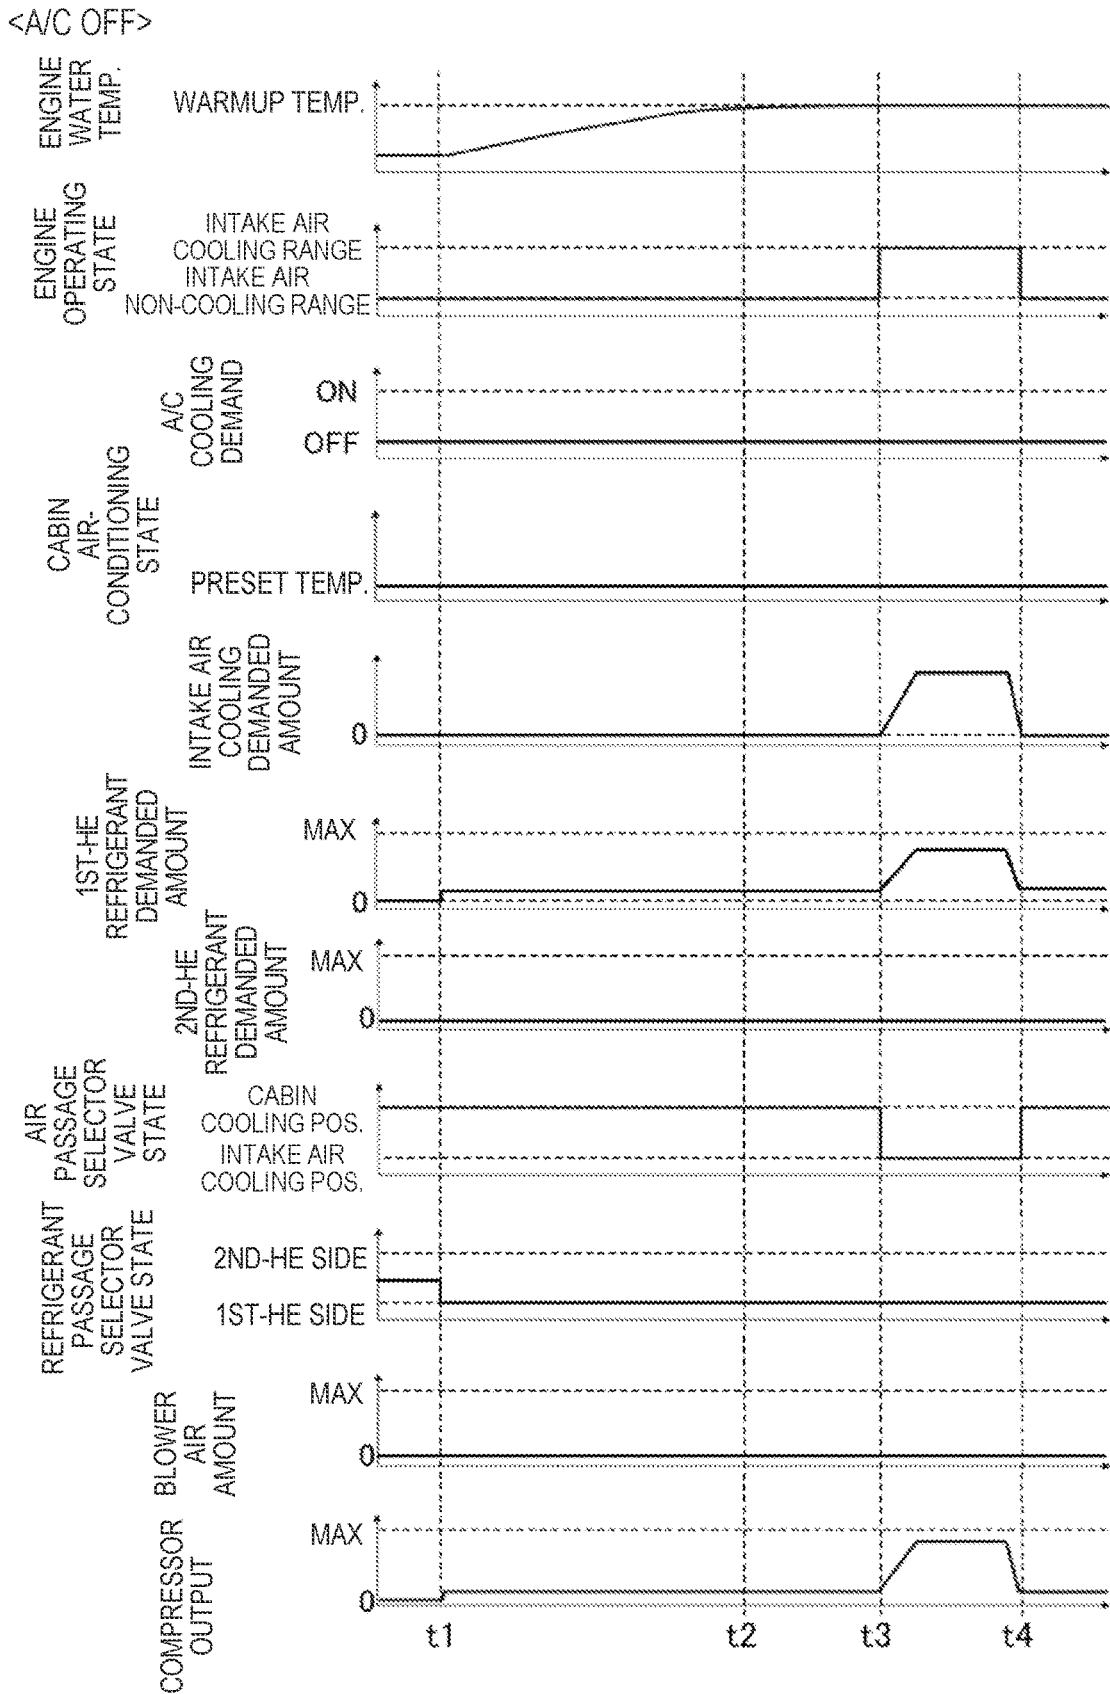 <A/C OFF>
ENGINE
WATER
TEMP.
WARMUP TEMP.
ENGINE
OPERATING
STATE
INTAKE AIR
COOLING RANGE
INTAKE AIR
NON-COOLING RANGE
A/C
COOLING
DEMAND
ON
OFF
CABIN
AIR-
CONDITIONING
STATE
PRESET TEMP.
INTAKE AIR
COOLING
DEMANDED
AMOUNT
0
1ST-HE
REFRIGERANT
DEMANDED
AMOUNT
MAX
0
2ND-HE
REFRIGERANT
DEMANDED
AMOUNT
MAX
0
AIR
PASSAGE
SELECTOR
VALVE
STATE
CABIN
COOLING POS.
INTAKE AIR
COOLING POS.
REFRIGERANT
PASSAGE
SELECTOR
VALVE STATE
2ND-HE SIDE
1ST-HE SIDE
BLOWER
AIR
AMOUNT
MAX
0
COMPRESSOR
OUTPUT
MAX
0
t1 t2 t3 t4